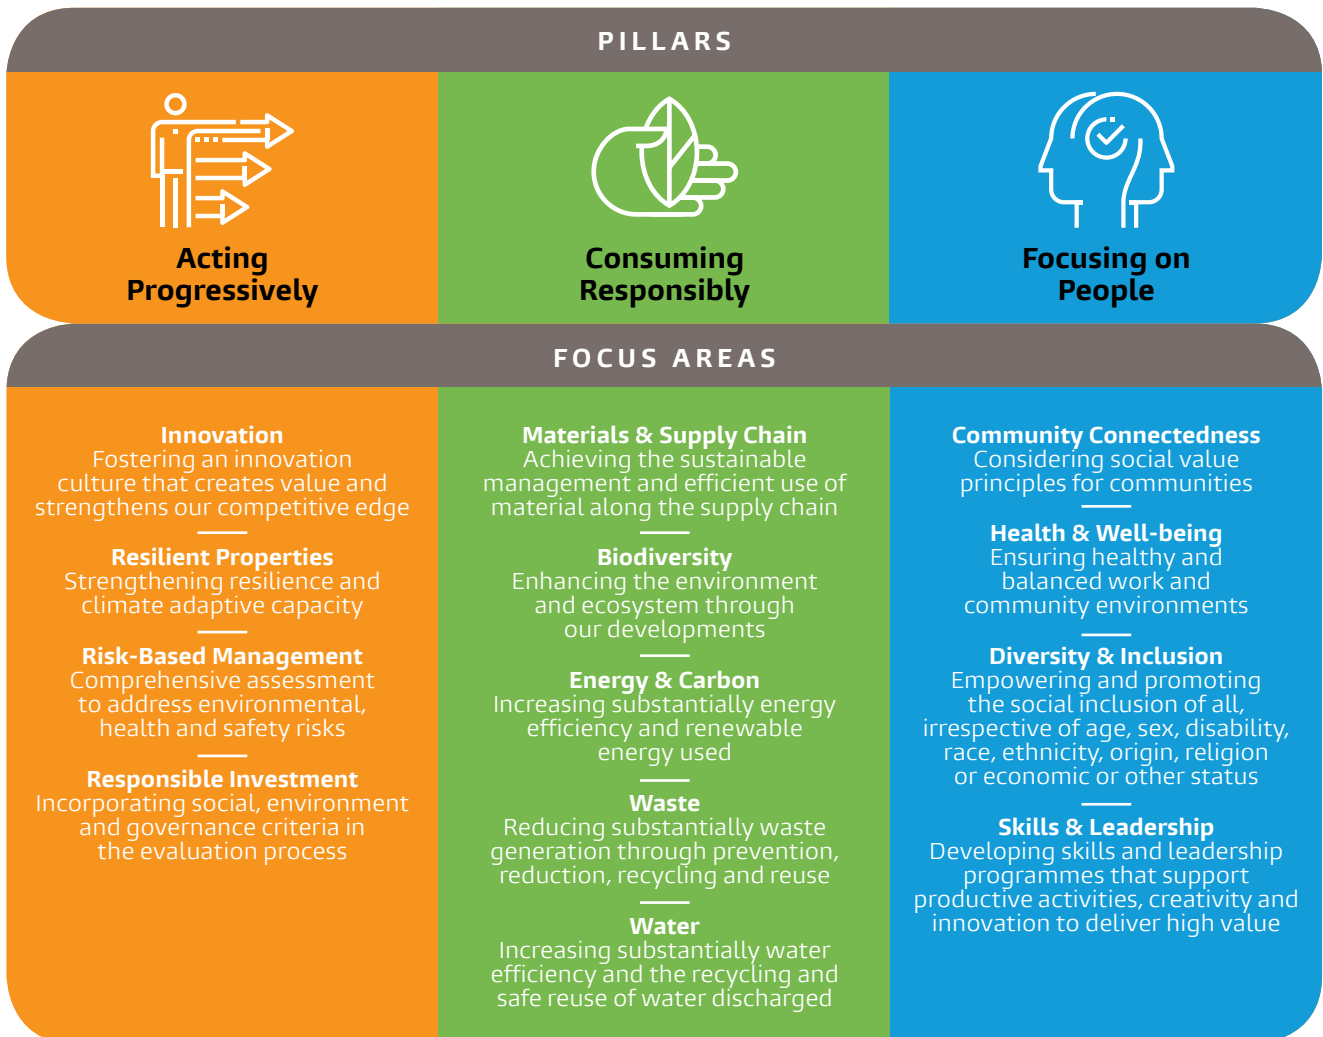 PILLARS
Acting
Progressively
Consuming
Responsibly
Focusing on
People
FOCUS AREAS
Innovation
Fostering an innovation
culture that creates value and
strengthens our competitive edge
Resilient Properties
Strengthening resilience and
climate adaptive capacity
Risk-Based Management
Comprehensive assessment
to address environmental,
health and safety risks
Responsible Investment
Incorporating social, environment
and governance criteria in
the evaluation process
Materials & Supply Chain
Achieving the sustainable
management and efficient use of
material along the supply chain
Biodiversity
Enhancing the environment
and ecosystem through
our developments
Energy & Carbon
Increasing substantially energy
efficiency and renewable
energy used
Waste
Reducing substantially waste
generation through prevention,
reduction, recycling and reuse
Water
Increasing substantially water
efficiency and the recycling and
safe reuse of water discharged
Community Connectedness
Considering social value
principles for communities
Health & Well-being
Ensuring healthy and
balanced work and
community environments
Diversity & Inclusion
Empowering and promoting
the social inclusion of all,
irrespective of age, sex, disability,
race, ethnicity, origin, religion
or economic or other status
Skills & Leadership
Developing skills and leadership
programmes that support
productive activities, creativity and
innovation to deliver high value